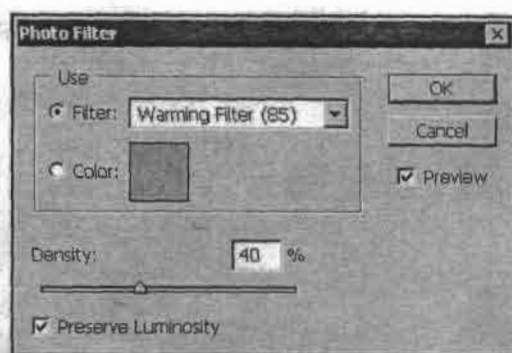 Photo Filter
Use
Filter: Warming Filter (85)
OK
Cancel
Color:
Preview
Density: 40 %
Preserve Luminosity